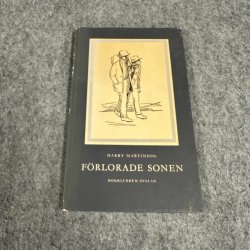 HARRY MARTINSON
FÖRLORADE SONEN
BOKKLUBBEN SVALAN